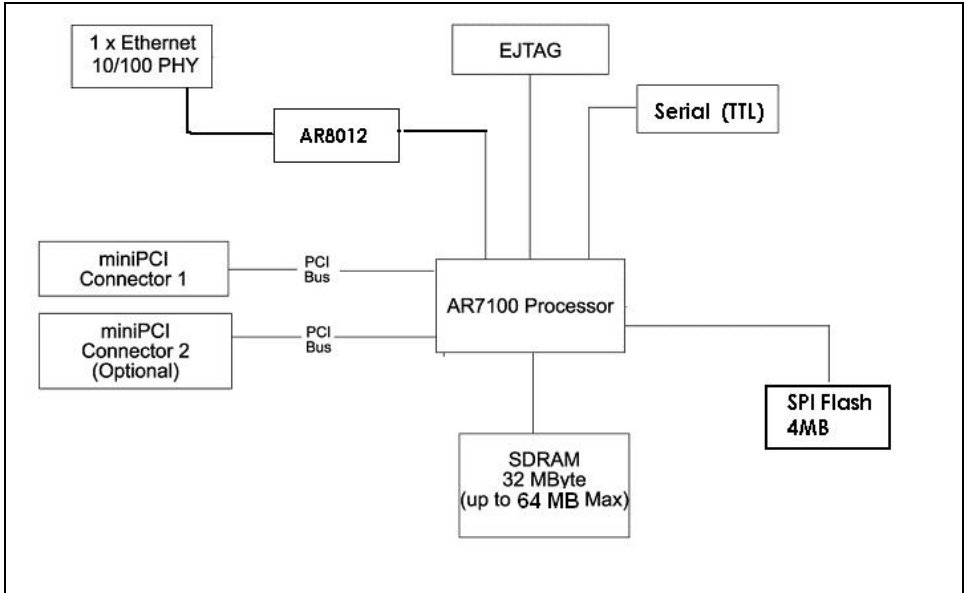 1 x Ethernet
10/100 PHY
EJTAG
Serial (TTL)
AR8012
miniPCI
Connector 1
PCI
Bus
AR7100 Processor
miniPCI
Connector 2
(Optional)
PCI
Bus
SPI Flash
4MB
SDRAM
32 MByte
(up to 64 MB Max)